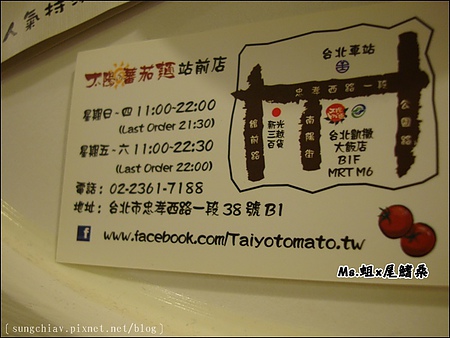 人氣持
太陽蕃茄麵 站前店
星期日-四 11:00~22:00
(Last Order 21:30)
星期五-六 11:00~22:30
(Last Order 22:00)
電話: 02-2361-7188
地址: 台北市忠孝西路一段38號B1
www.facebook.com/Taiyotomato.tw
台北車站
忠孝西路一段
館前路
南陽街
公園路
新光
三越
百貨
台北凱撒
大飯店
B1F
MRT M6
Ms.蛆x尾鰭桑
[ sungchiav.pixnet.net/blog ]